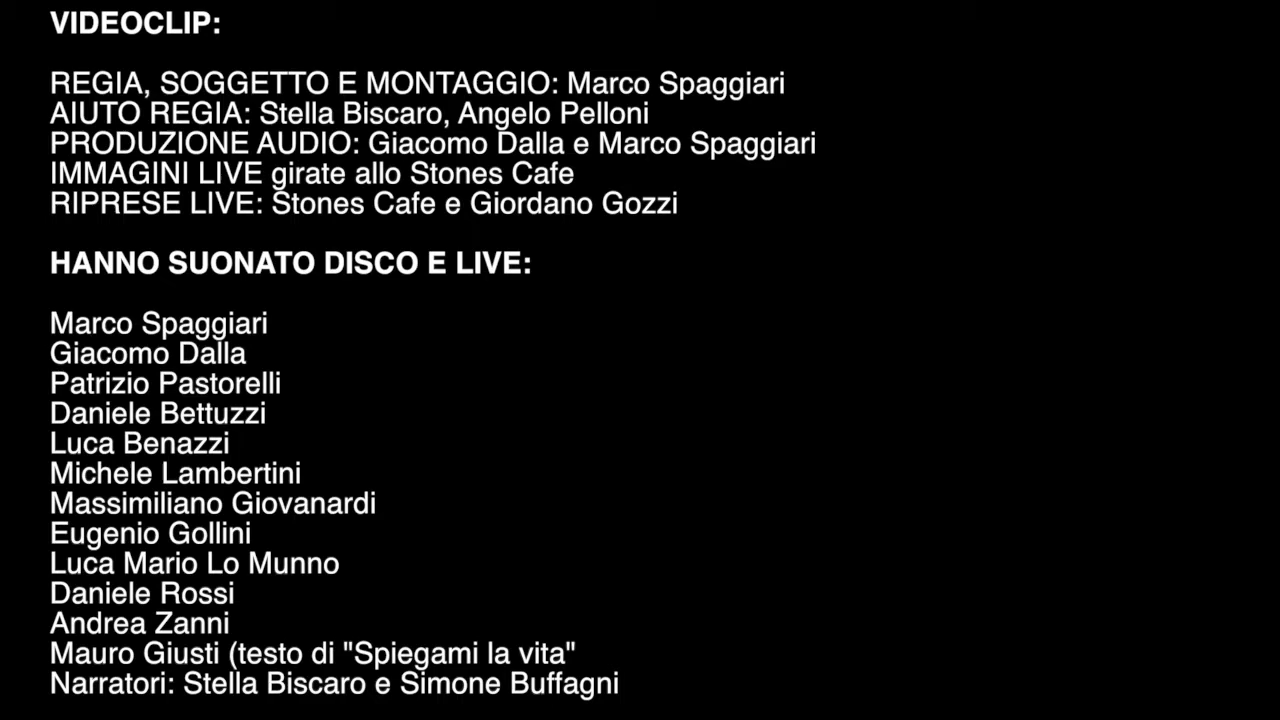 VIDEOCLIP:
REGIA, SOGGETTO E MONTAGGIO: Marco Spaggiari
AIUTO REGIA: Stella Biscaro, Angelo Pelloni
PRODUZIONE AUDIO: Giacomo Dalla e Marco Spaggiari
IMMAGINI LIVE girate allo Stones Cafe
RIPRESE LIVE: Stones Cafe e Giordano Gozzi
HANNO SUONATO DISCO E LIVE:
Marco Spaggiari
Giacomo Dalla
Patrizio Pastorelli
Daniele Bettuzzi
Luca Benazzi
Michele Lambertini
Massimiliano Giovanardi
Eugenio Gollini
Luca Mario Lo Munno
Daniele Rossi
Andrea Zanni
Mauro Giusti (testo di "Spiegami la vita"
Narratori: Stella Biscaro e Simone Buffagni